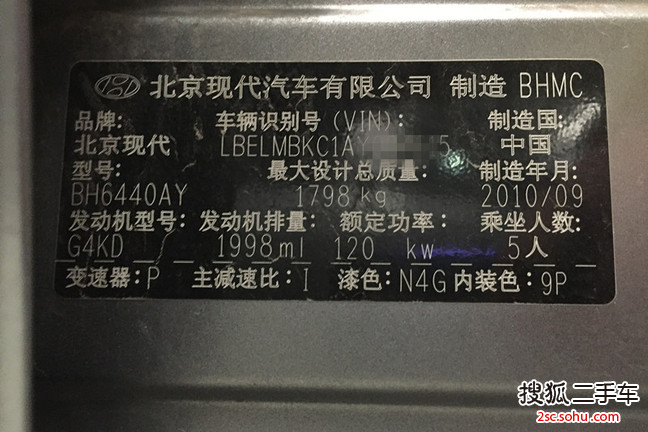 北京现代汽车有限公司 制造 BHMC
品牌: 车辆识别号(VIN): 制造国:
北京现代 LBELMBKC1AY 5 中国
型号: 最大设计总质量: 制造年月:
BH6440AY 1798 kg 2010/09
发动机型号: 发动机排量: 额定功率: 乘坐人数:
G4KD 1998ml 120 kw 5人
变速器: P 主减速比: I 漆色: N4G 内装色: 9P
搜狐二手车
2sc.sohu.com